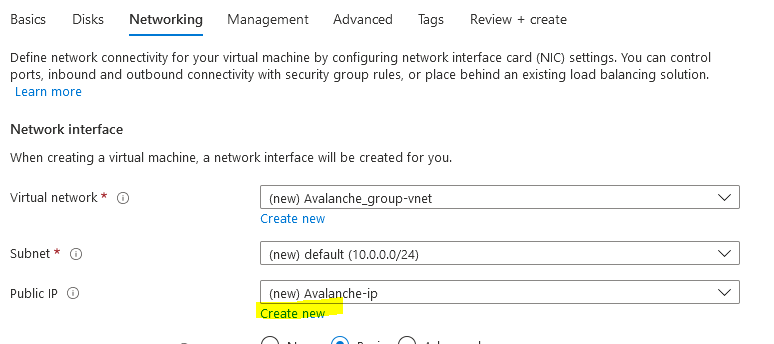 Basics Disks Networking Management Advanced Tags Review + create
Define network connectivity for your virtual machine by configuring network interface card (NIC) settings. You can control
ports, inbound and outbound connectivity with security group rules, or place behind an existing load balancing solution.
Learn more
Network interface
When creating a virtual machine, a network interface will be created for you.
Virtual network *
(new) Avalanche_group-vnet
Create new
Subnet *
(new) default (10.0.0.0/24)
Public IP
(new) Avalanche-ip
Create new